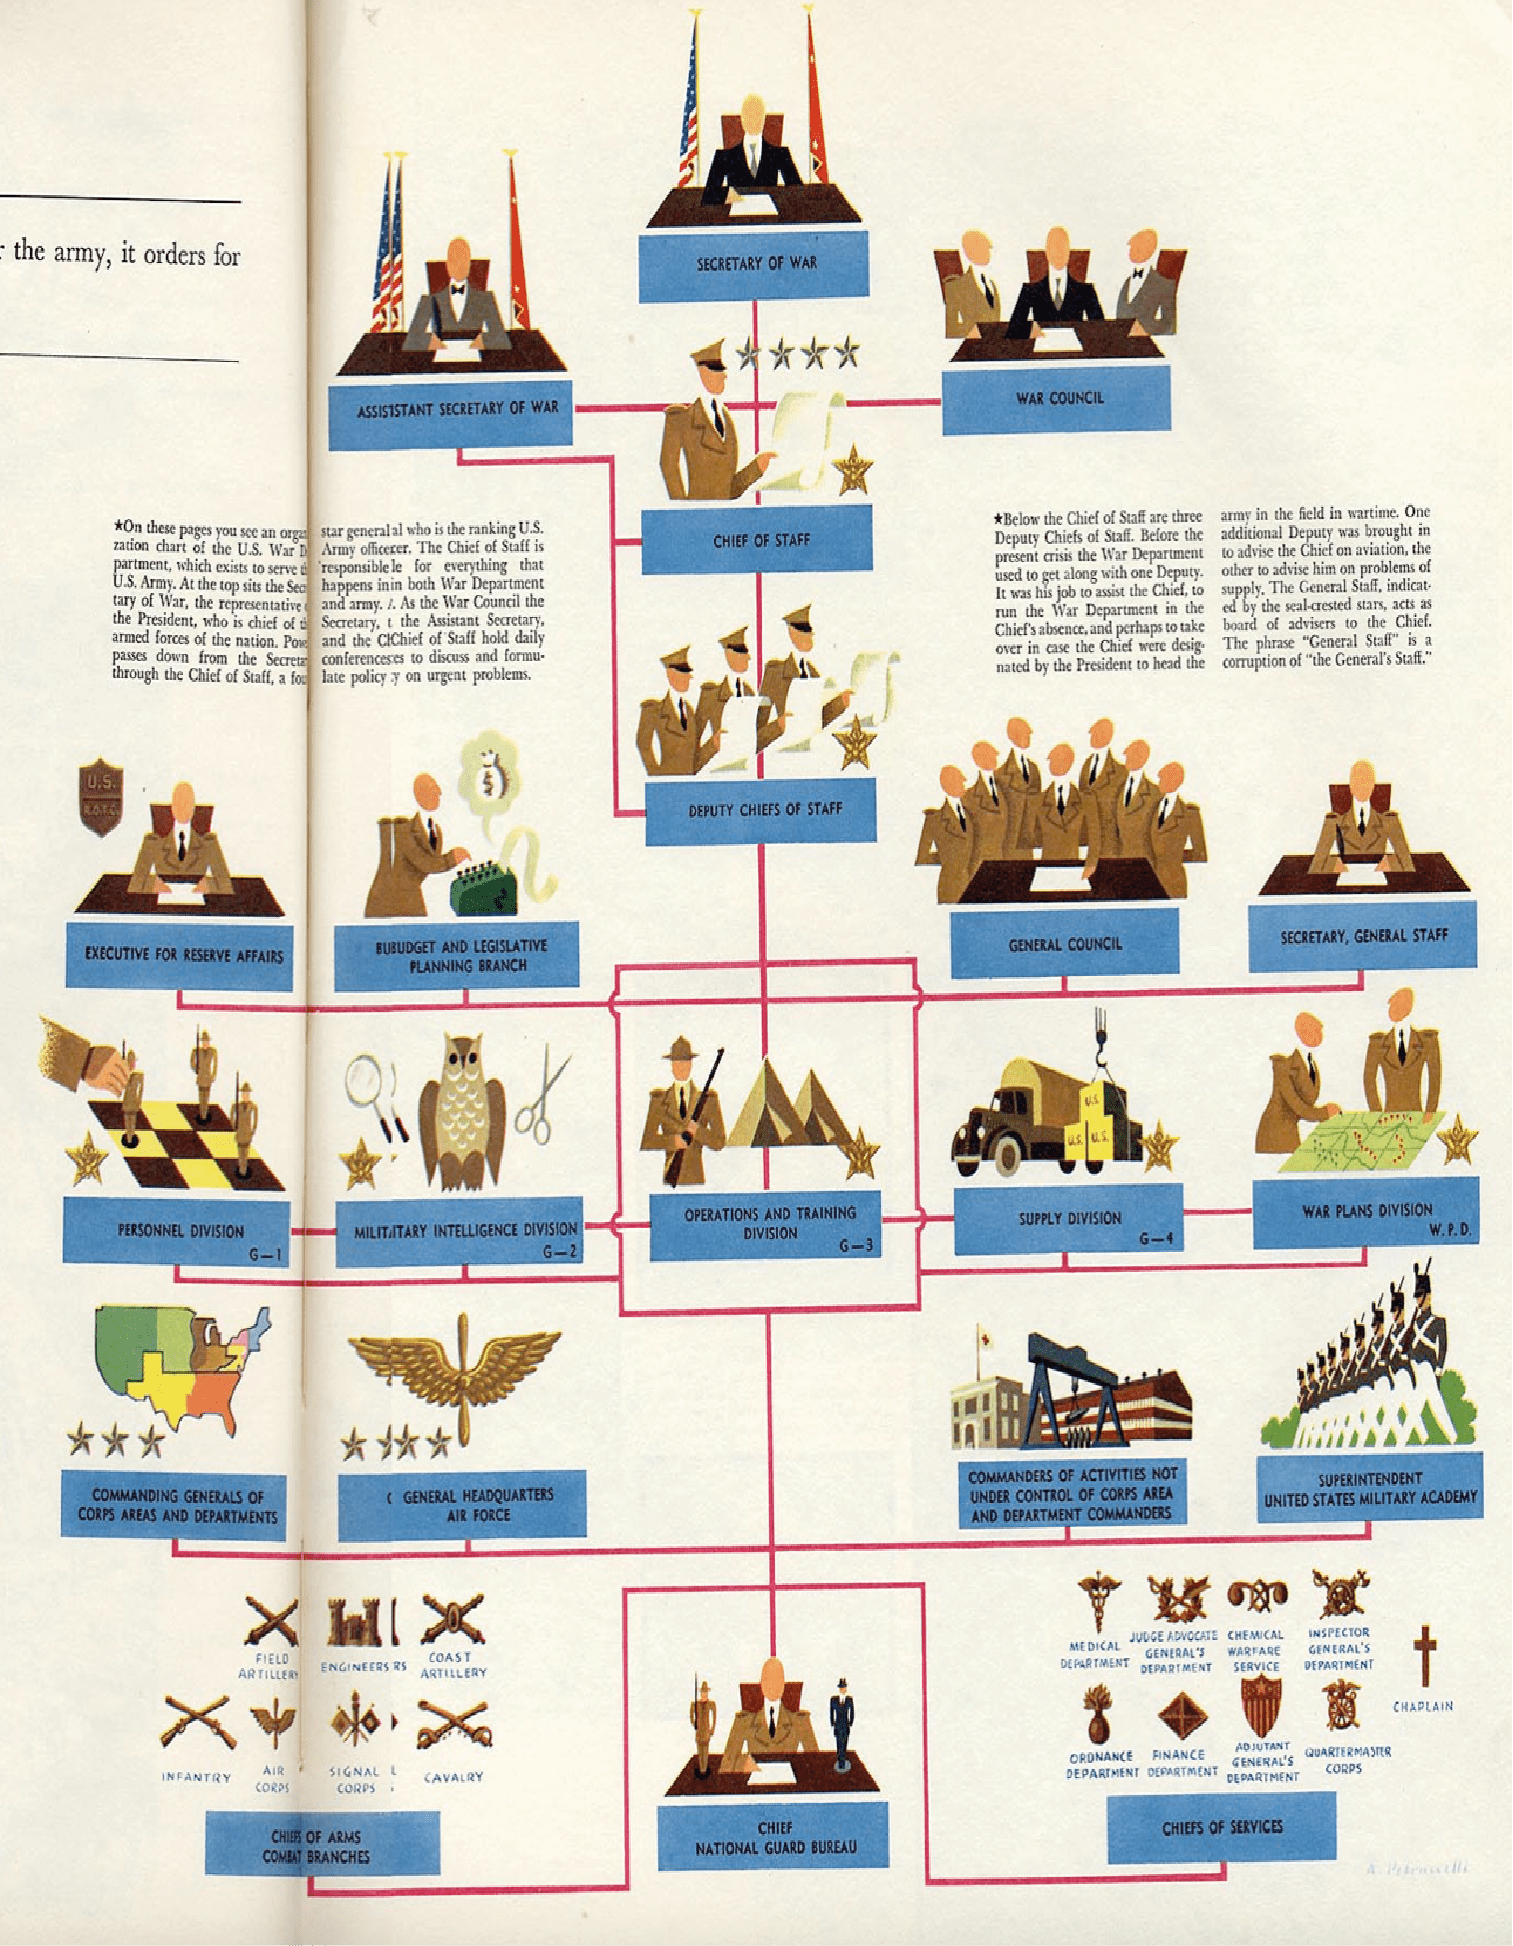 r the army, it orders for
SECRETARY OF WAR
ASSISISTANT SECRETARY OF WAR
WAR COUNCIL
CHIEF OF STAFF
★On these pages you see an orga
zation chart of the U.S. War D
partment, which exists to serve t
U.S. Army. At the top sits the Sec
tary of War, the representative
the President, who is chief of t
armed forces of the nation. Pow
passes down from the Secreta
through the Chief of Staff, a fou
star generalal who is the ranking U.S.
Army officerer. The Chief of Staff is
responsiblele for everything that
happens inin both War Department
and army. /. As the War Council the
Secretary, t the Assistant Secretary,
and the ClChief of Staff hold daily
conferenceses to discuss and formu-
late policy :y on urgent problems.
★Below the Chief of Staff are three
Deputy Chiefs of Staff. Before the
present crisis the War Department
used to get along with one Deputy.
It was his job to assist the Chief, to
run the War Department in the
Chief's absence, and perhaps to take
over in case the Chief were desig-
nated by the President to head the
army in the field in wartime. One
additional Deputy was brought in
to advise the Chief on aviation, the
other to advise him on problems of
supply. The General Staff, indicat-
ed by the seal-crested stars, acts as
board of advisers to the Chief.
The phrase "General Staff" is a
corruption of "the General's Staff."
DEPUTY CHIEFS OF STAFF
U.S.
R.O.T.C.
$
EXECUTIVE FOR RESERVE AFFAIRS
BUBUDGET AND LEGISLATIVE
PLANNING BRANCH
GENERAL COUNCIL
SECRETARY, GENERAL STAFF
U.S.
U.S. U.S.
PERSONNEL DIVISION
G—1
MILITJITARY INTELLIGENCE DIVISION
G—2
OPERATIONS AND TRAINING
DIVISION
G—3
SUPPLY DIVISION
G—4
WAR PLANS DIVISION
W.P.D.
COMMANDING GENERALS OF
CORPS AREAS AND DEPARTMENTS
( GENERAL HEADQUARTERS
AIR FORCE
COMMANDERS OF ACTIVITIES NOT
UNDER CONTROL OF CORPS AREA
AND DEPARTMENT COMMANDERS
SUPERINTENDENT
UNITED STATES MILITARY ACADEMY
FIELD
ARTILLERY
ENGINEERS RS
COAST
ARTILLERY
INFANTRY
AIR
CORPS
SIGNAL L
CORPS
CAVALRY
CHIEFS OF ARMS
COMBAT BRANCHES
CHIEF
NATIONAL GUARD BUREAU
MEDICAL
DEPARTMENT
JUDGE ADVOCATE
GENERAL'S
DEPARTMENT
CHEMICAL
WARFARE
SERVICE
INSPECTOR
GENERAL'S
DEPARTMENT
CHAPLAIN
ORDNANCE
DEPARTMENT
FINANCE
DEPARTMENT
ADJUTANT
GENERAL'S
DEPARTMENT
QUARTERMASTER
CORPS
CHIEFS OF SERVICES